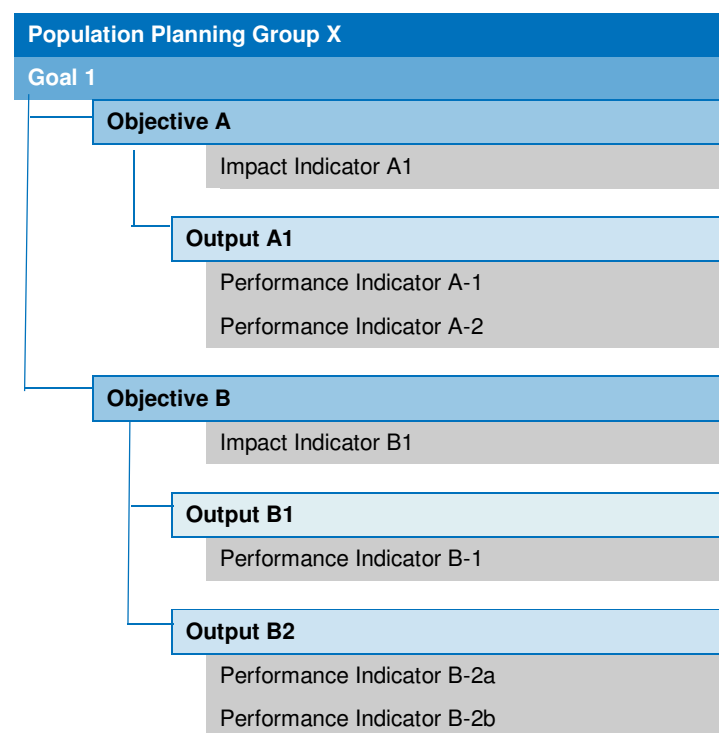 Population Planning Group X
Goal 1
Objective A
Impact Indicator A1
Output A1
Performance Indicator A-1
Performance Indicator A-2
Objective B
Impact Indicator B1
Output B1
Performance Indicator B-1
Output B2
Performance Indicator B-2a
Performance Indicator B-2b